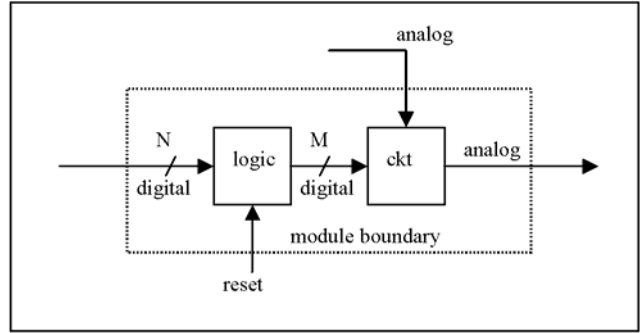 analog
N
M
logic
ckt
analog
digital
digital
module boundary
reset